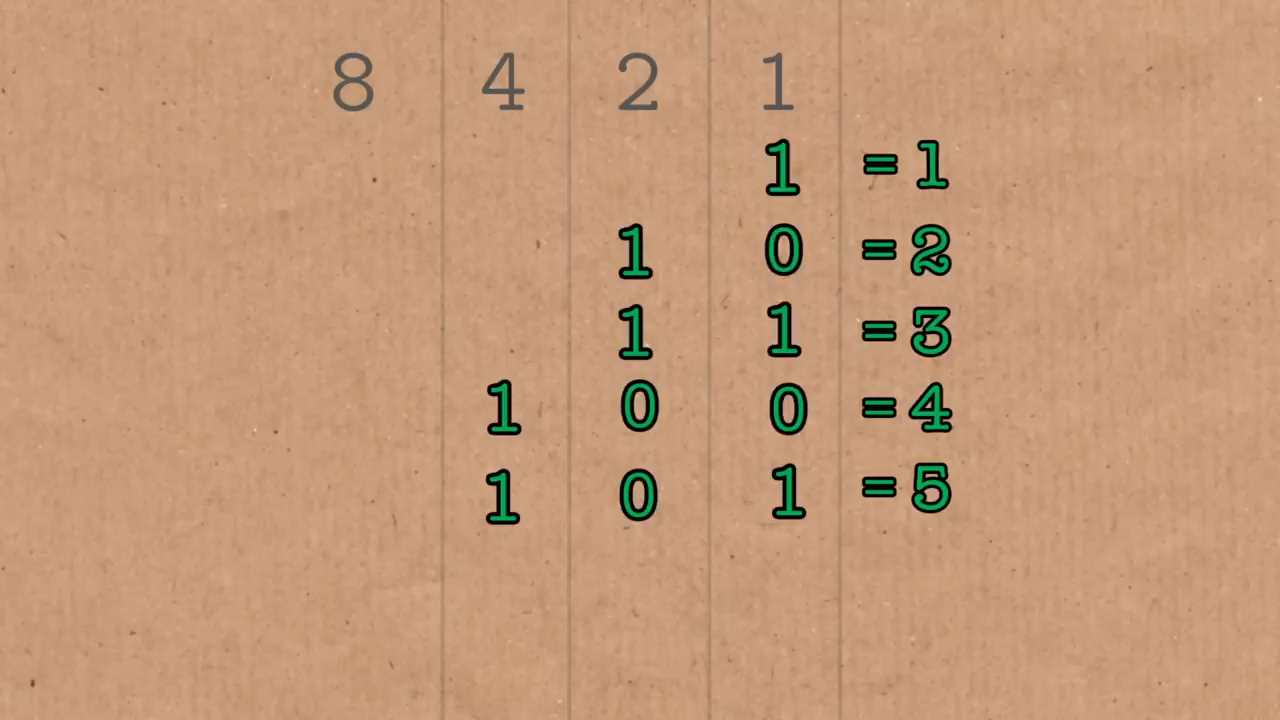 8 4 2 1
1 = 1
1 0 = 2
1 1 = 3
1 0 0 = 4
1 0 1 = 5